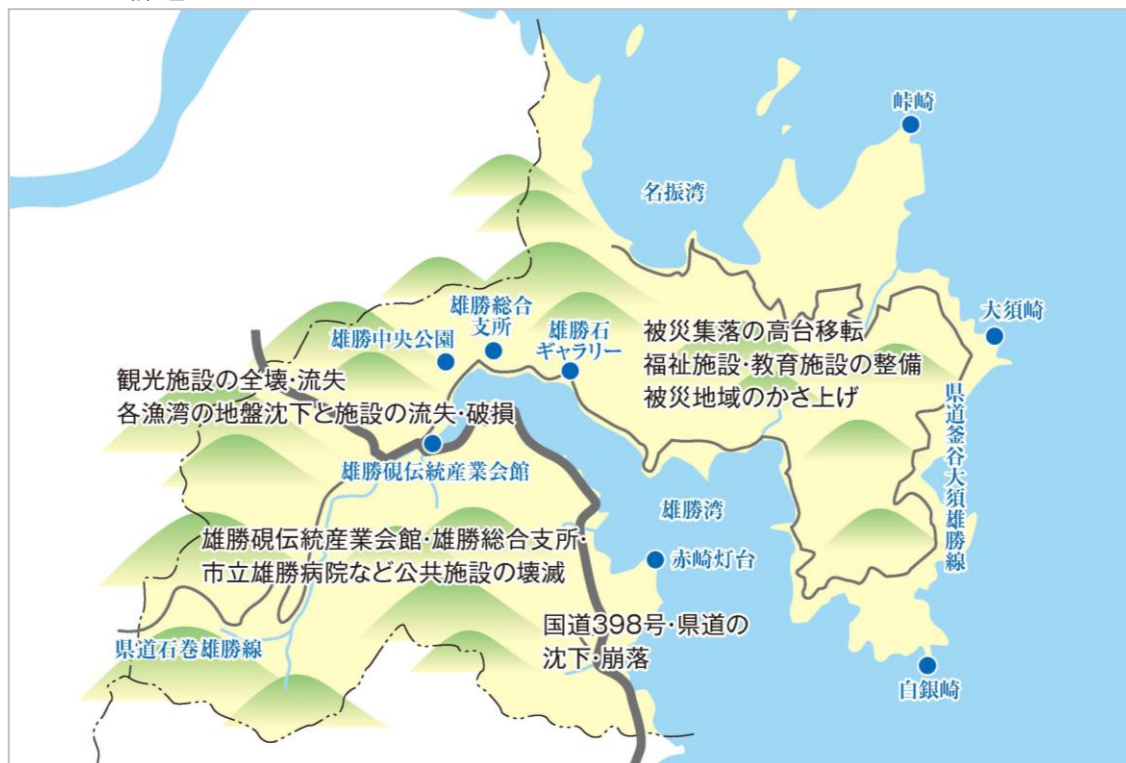 峠崎
名振湾
大須崎
雄勝総合
支所
雄勝中央公園
雄勝石
ギャラリー
被災集落の高台移転
福祉施設・教育施設の整備
被災地域のかさ上げ
観光施設の全壊・流失
各漁湾の地盤沈下と施設の流失・破損
県道釜谷大須雄勝線
雄勝硯伝統産業会館
雄勝湾
雄勝硯伝統産業会館・雄勝総合支所・
市立雄勝病院など公共施設の壊滅
赤崎灯台
国道398号・県道の
沈下・崩落
県道石巻雄勝線
白銀崎